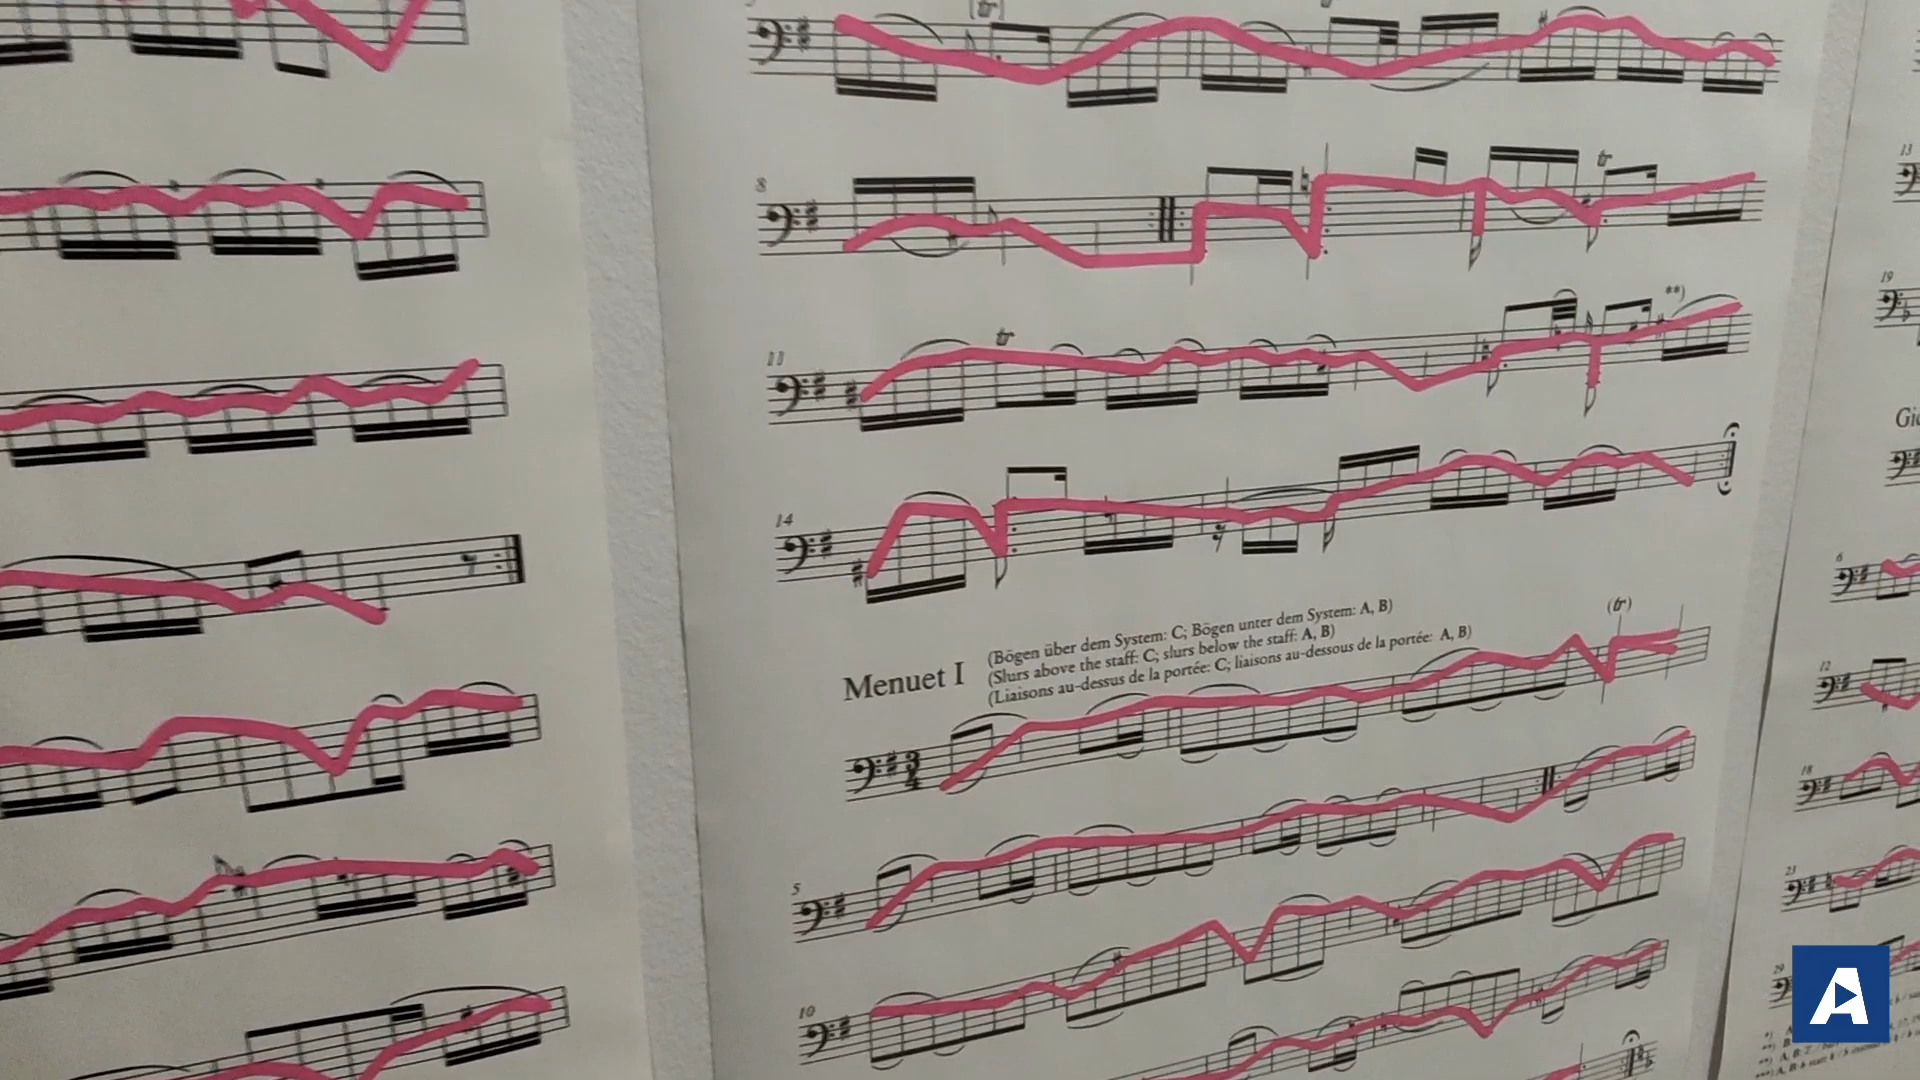 [tr]
8
tr
11
tr
**)
14
Menuet I
(Bögen über dem System: C; Bögen unter dem System: A, B)
(Slurs above the staff: C; slurs below the staff: A, B)
(Liaisons au-dessus de la portée: C; liaisons au-dessous de la portée: A, B)
(tr)
3
4
5
10
13
19
6
12
18
23
29
A